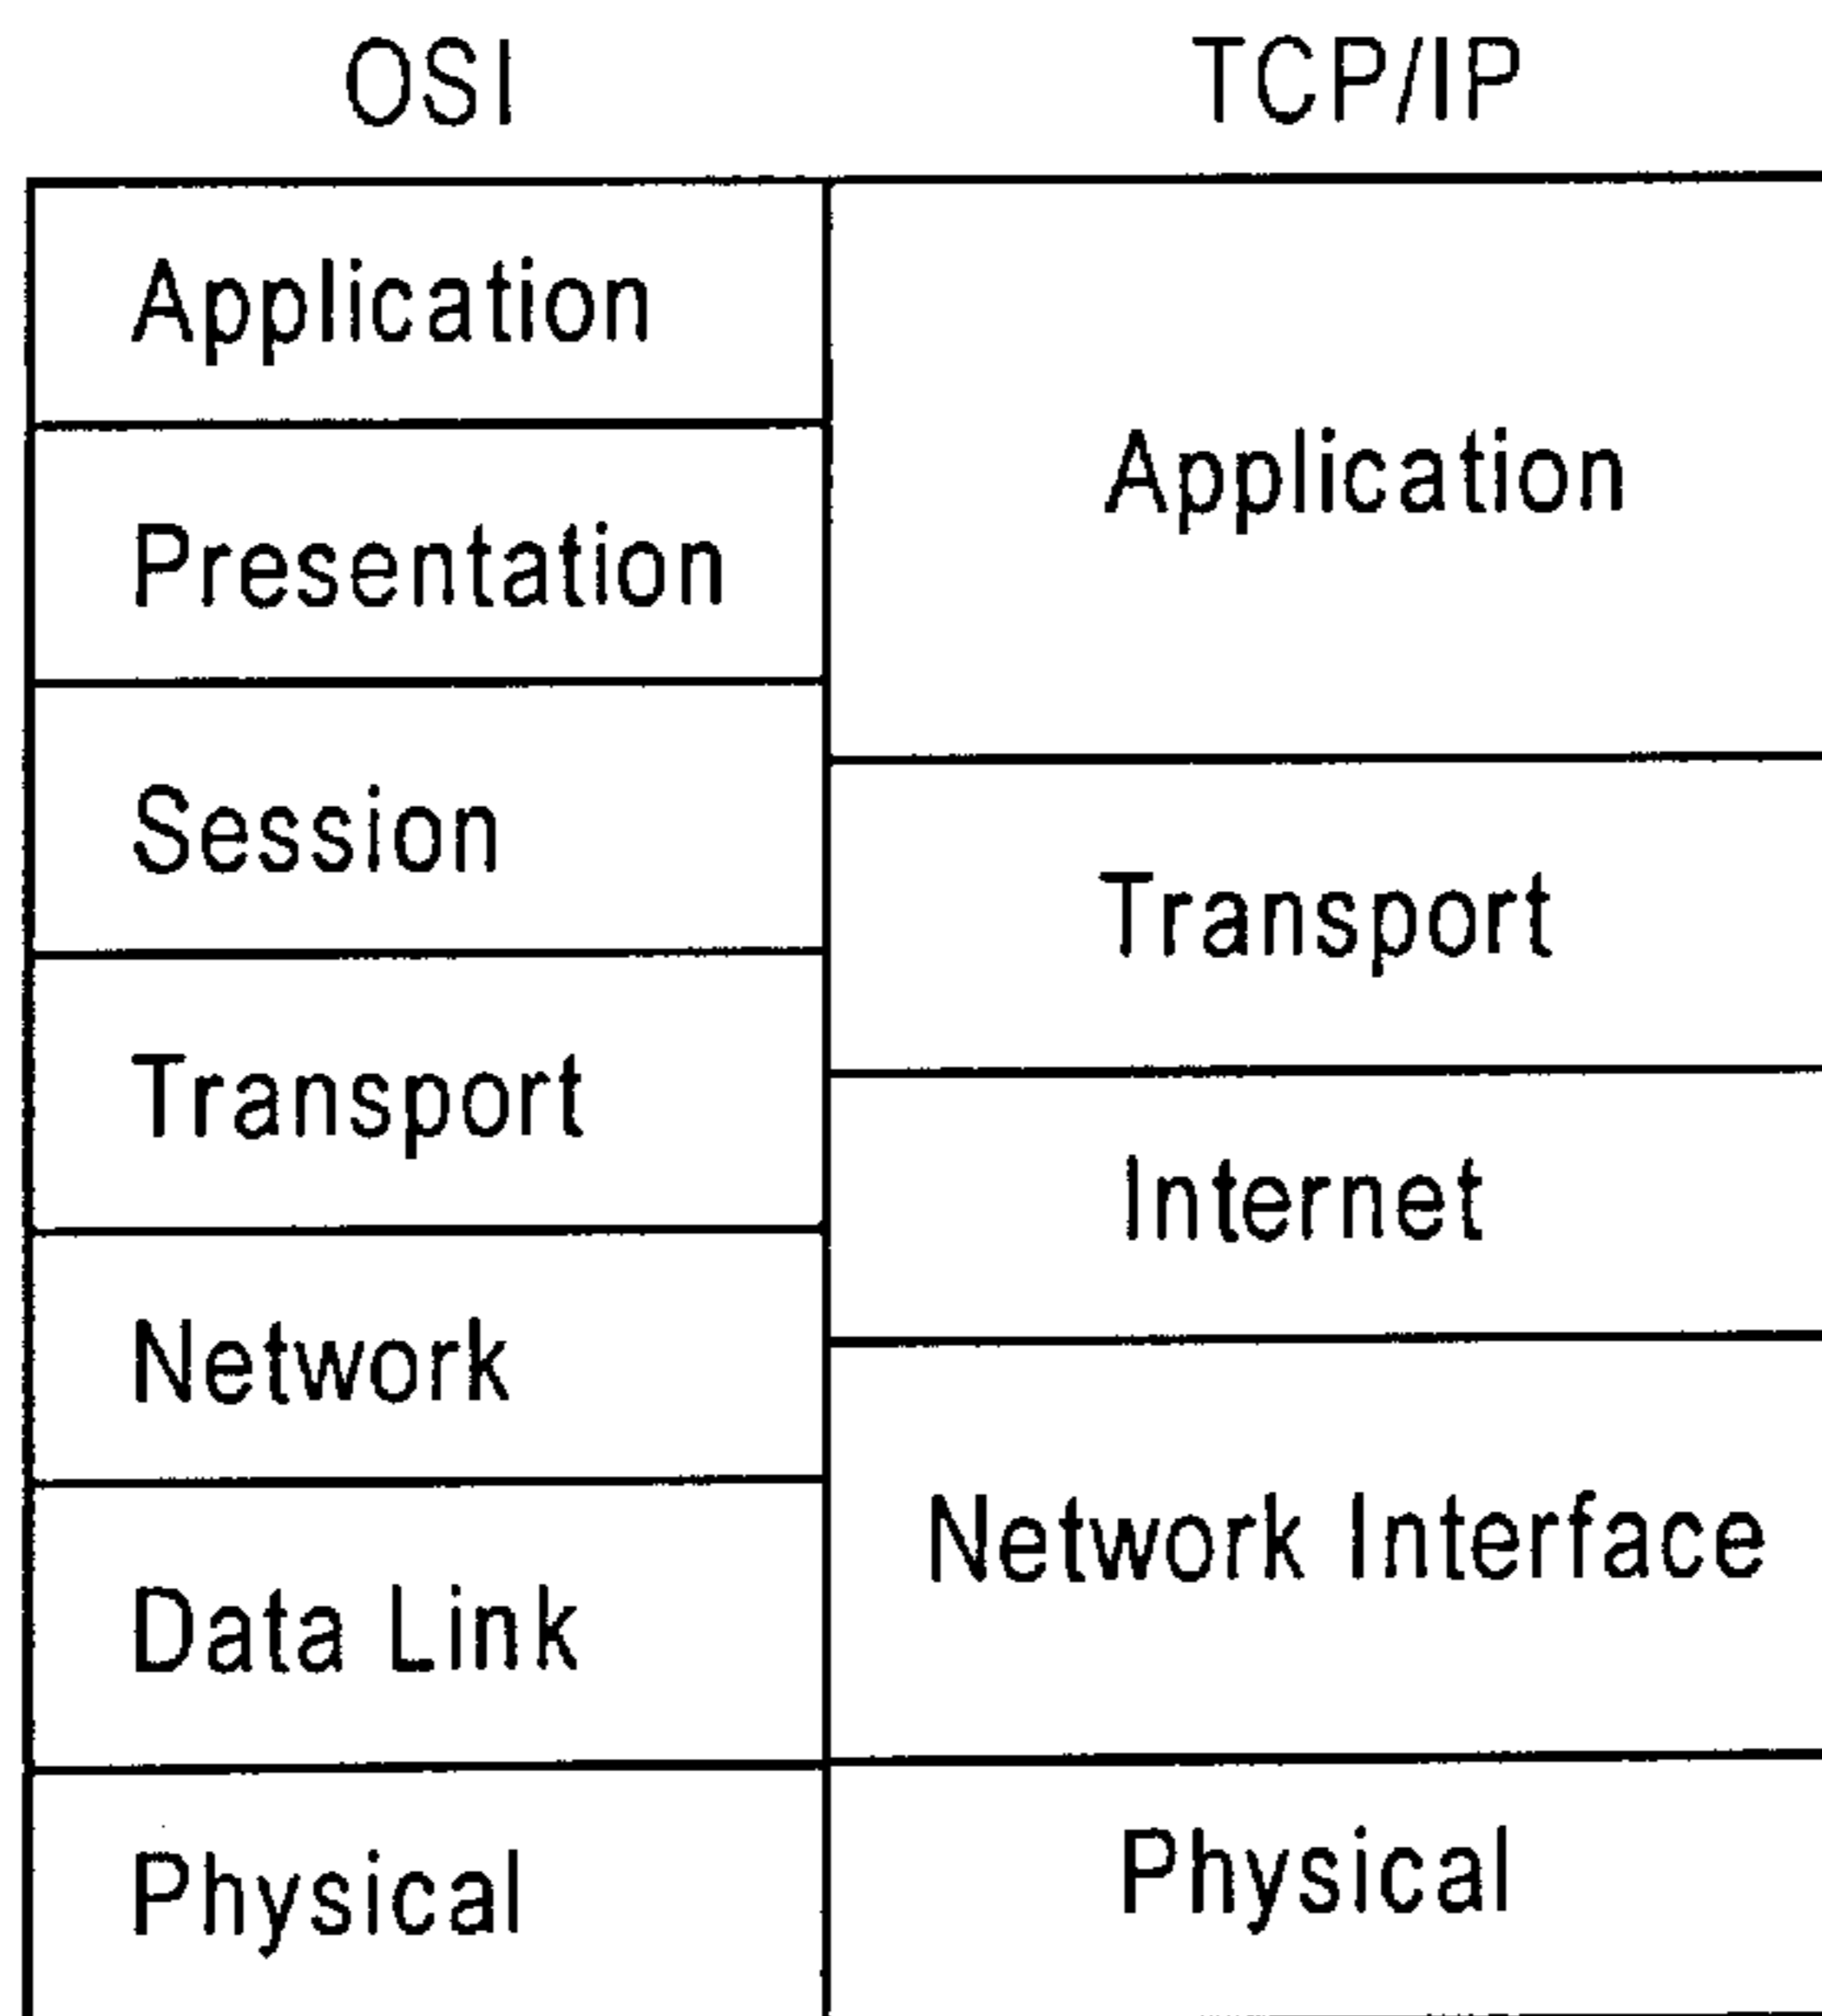 OSI
TCP/IP
Application
Presentation
Session
Transport
Network
Data Link
Physical
Application
Transport
Internet
Network Interface
Physical